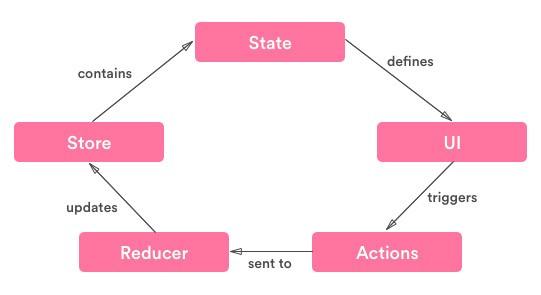 State
contains
defines
Store
UI
updates
triggers
Reducer
sent to
Actions